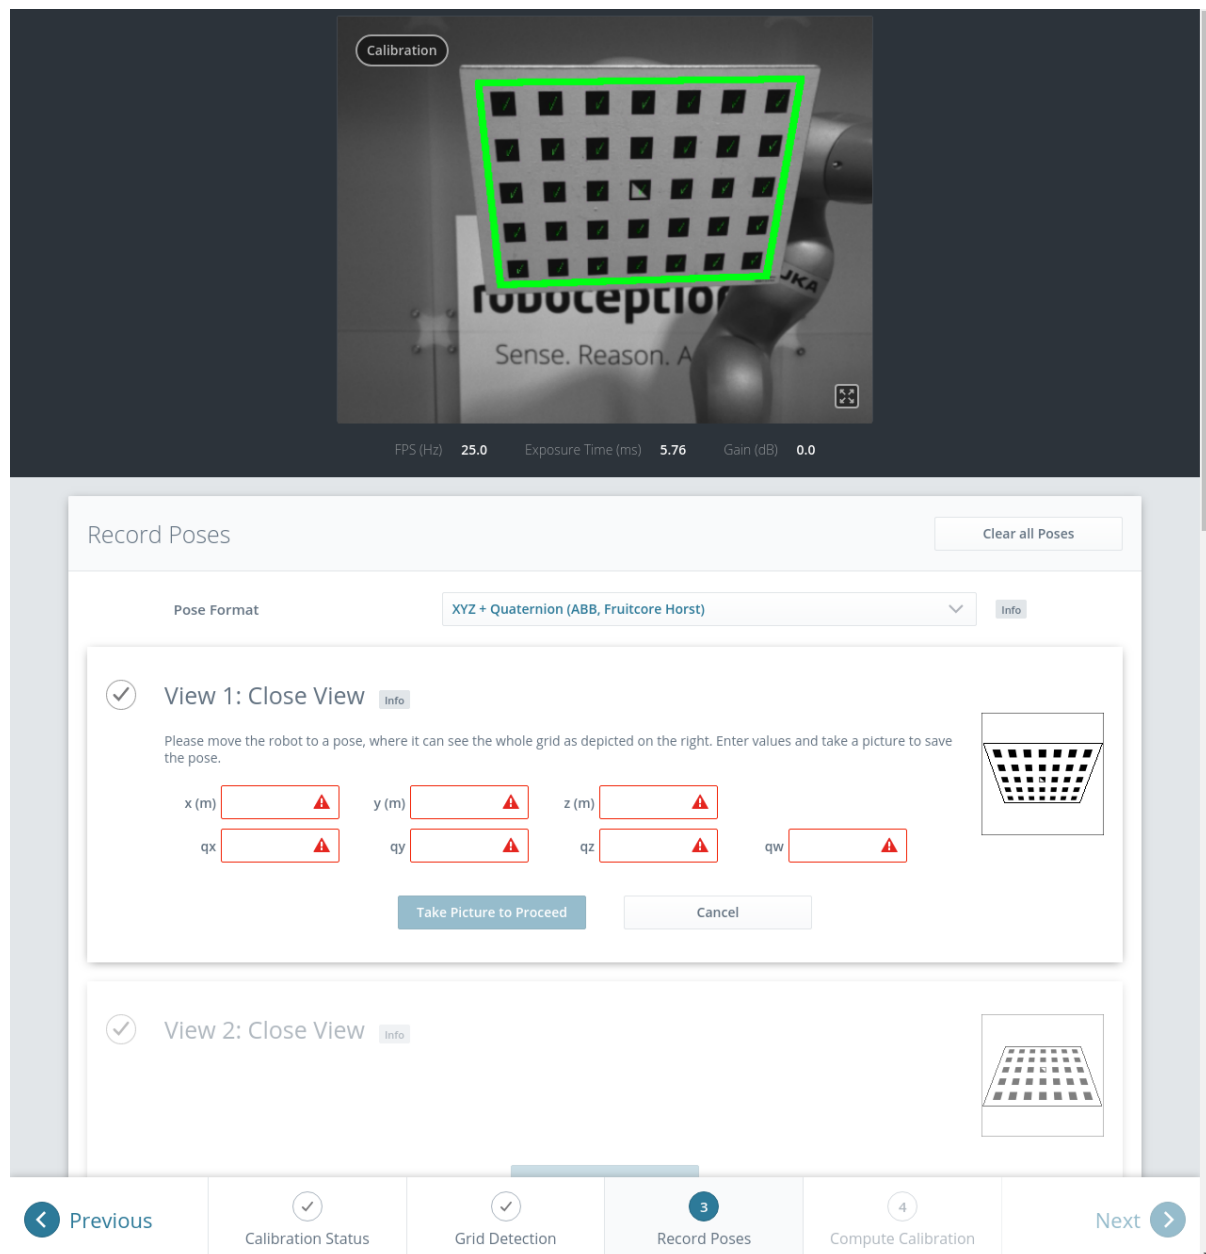 Calibration
roboception
Sense. Reason. A
UKA
FPS (Hz) 25.0 Exposure Time (ms) 5.76 Gain (dB) 0.0
Record Poses
Clear all Poses
Pose Format
XYZ + Quaternion (ABB, Fruitcore Horst)
Info
View 1: Close View Info
Please move the robot to a pose, where it can see the whole grid as depicted on the right. Enter values and take a picture to save
the pose.
x (m) y (m) z (m)
qx qy qz qw
Take Picture to Proceed
Cancel
View 2: Close View Info
Previous
Calibration Status
Grid Detection
3
Record Poses
4
Compute Calibration
Next